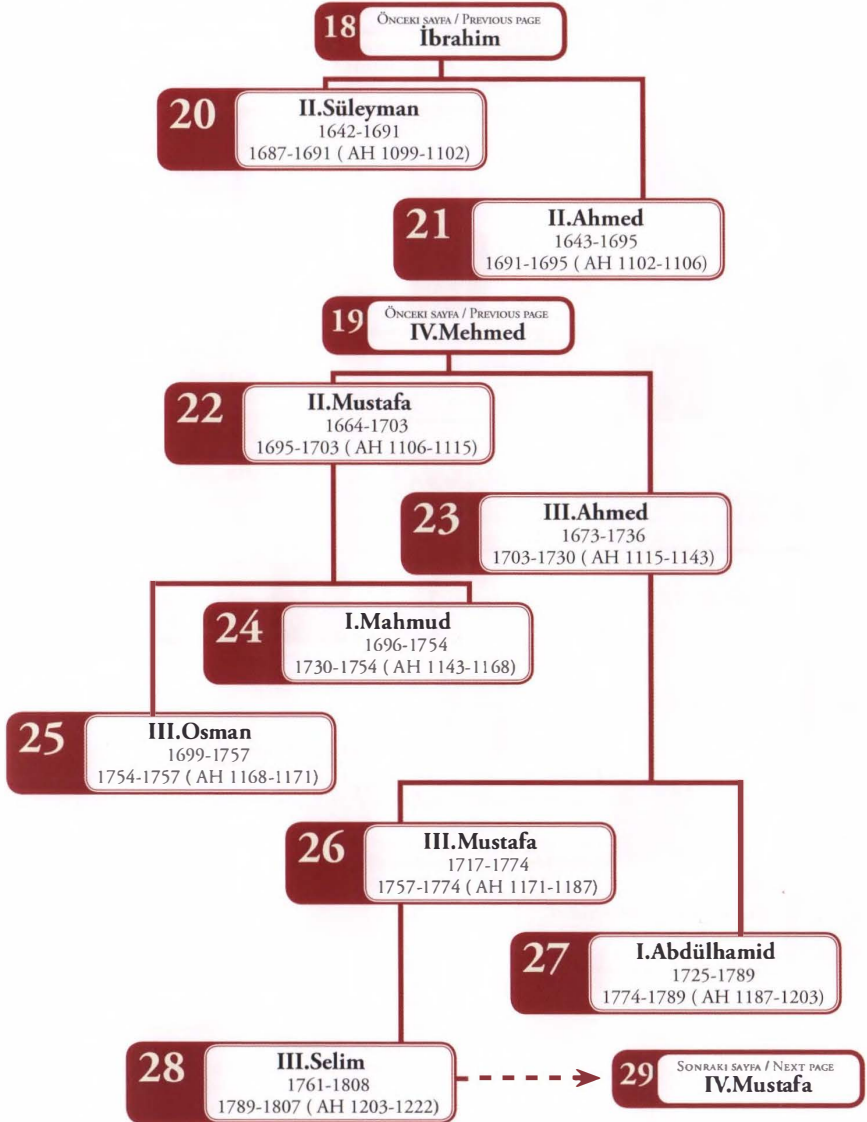 18
ÖNCEKI SAYFA / PREVIOUS PAGE
İbrahim
20
II.Süleyman
1642-1691
1687-1691 ( AH 1099-1102)
21
II.Ahmed
1643-1695
1691-1695 ( AH 1102-1106)
19
ÖNCEKI SAYFA / PREVIOUS PAGE
IV.Mehmed
22
II.Mustafa
1664-1703
1695-1703 ( AH 1106-1115)
23
III.Ahmed
1673-1736
1703-1730 ( AH 1115-1143)
24
I.Mahmud
1696-1754
1730-1754 ( AH 1143-1168)
25
III.Osman
1699-1757
1754-1757 ( AH 1168-1171)
26
III.Mustafa
1717-1774
1757-1774 ( AH 1171-1187)
27
I.Abdülhamid
1725-1789
1774-1789 ( AH 1187-1203)
28
III.Selim
1761-1808
1789-1807 (AH 1203-1222)
29
SONRAKI SAYFA / NEXT PAGE
IV.Mustafa